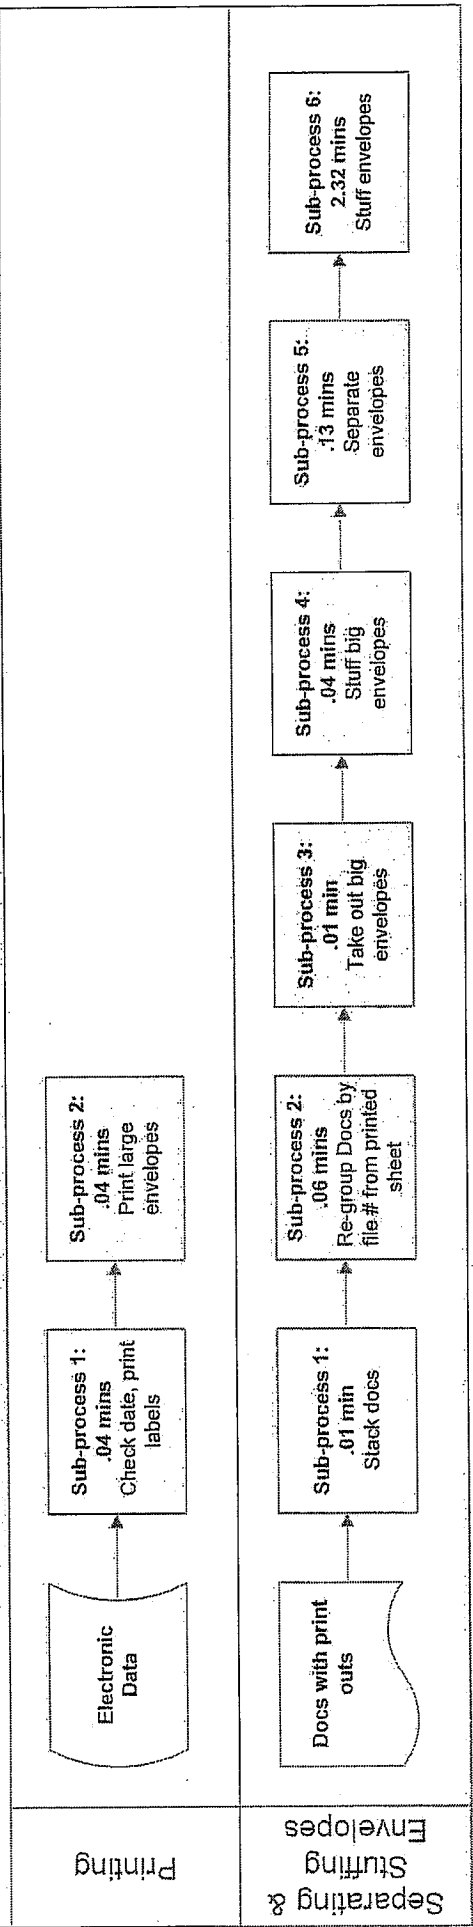 Printing
Electronic
Data
Sub-process 1:
.04 mins
Check date, print
labels
Sub-process 2:
.04 mins
Print large
envelopes
Separating &
Stuffing
Envelopes
Docs with print
outs
Sub-process 1:
.01 min
Stack docs
Sub-process 2:
.06 mins
Re-group Docs by
file # from printed
sheet
Sub-process 3:
.01 min
Take out big
envelopes
Sub-process 4:
.04 mins
Stuff big
envelopes
Sub-process 5:
.13 mins
Separate
envelopes
Sub-process 6:
2.32 mins
Stuff envelopes